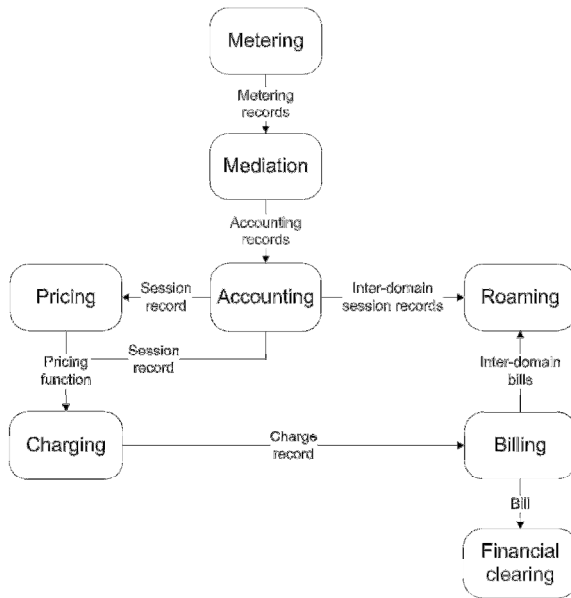 Metering
Metering
records
Mediation
Accounting
records
Pricing
Session
record
Accounting
Inter-domain
session records
Roaming
Pricing
function
Session
record
Inter-domain
bills
Charging
Charge
record
Billing
Bill
Financial
clearing